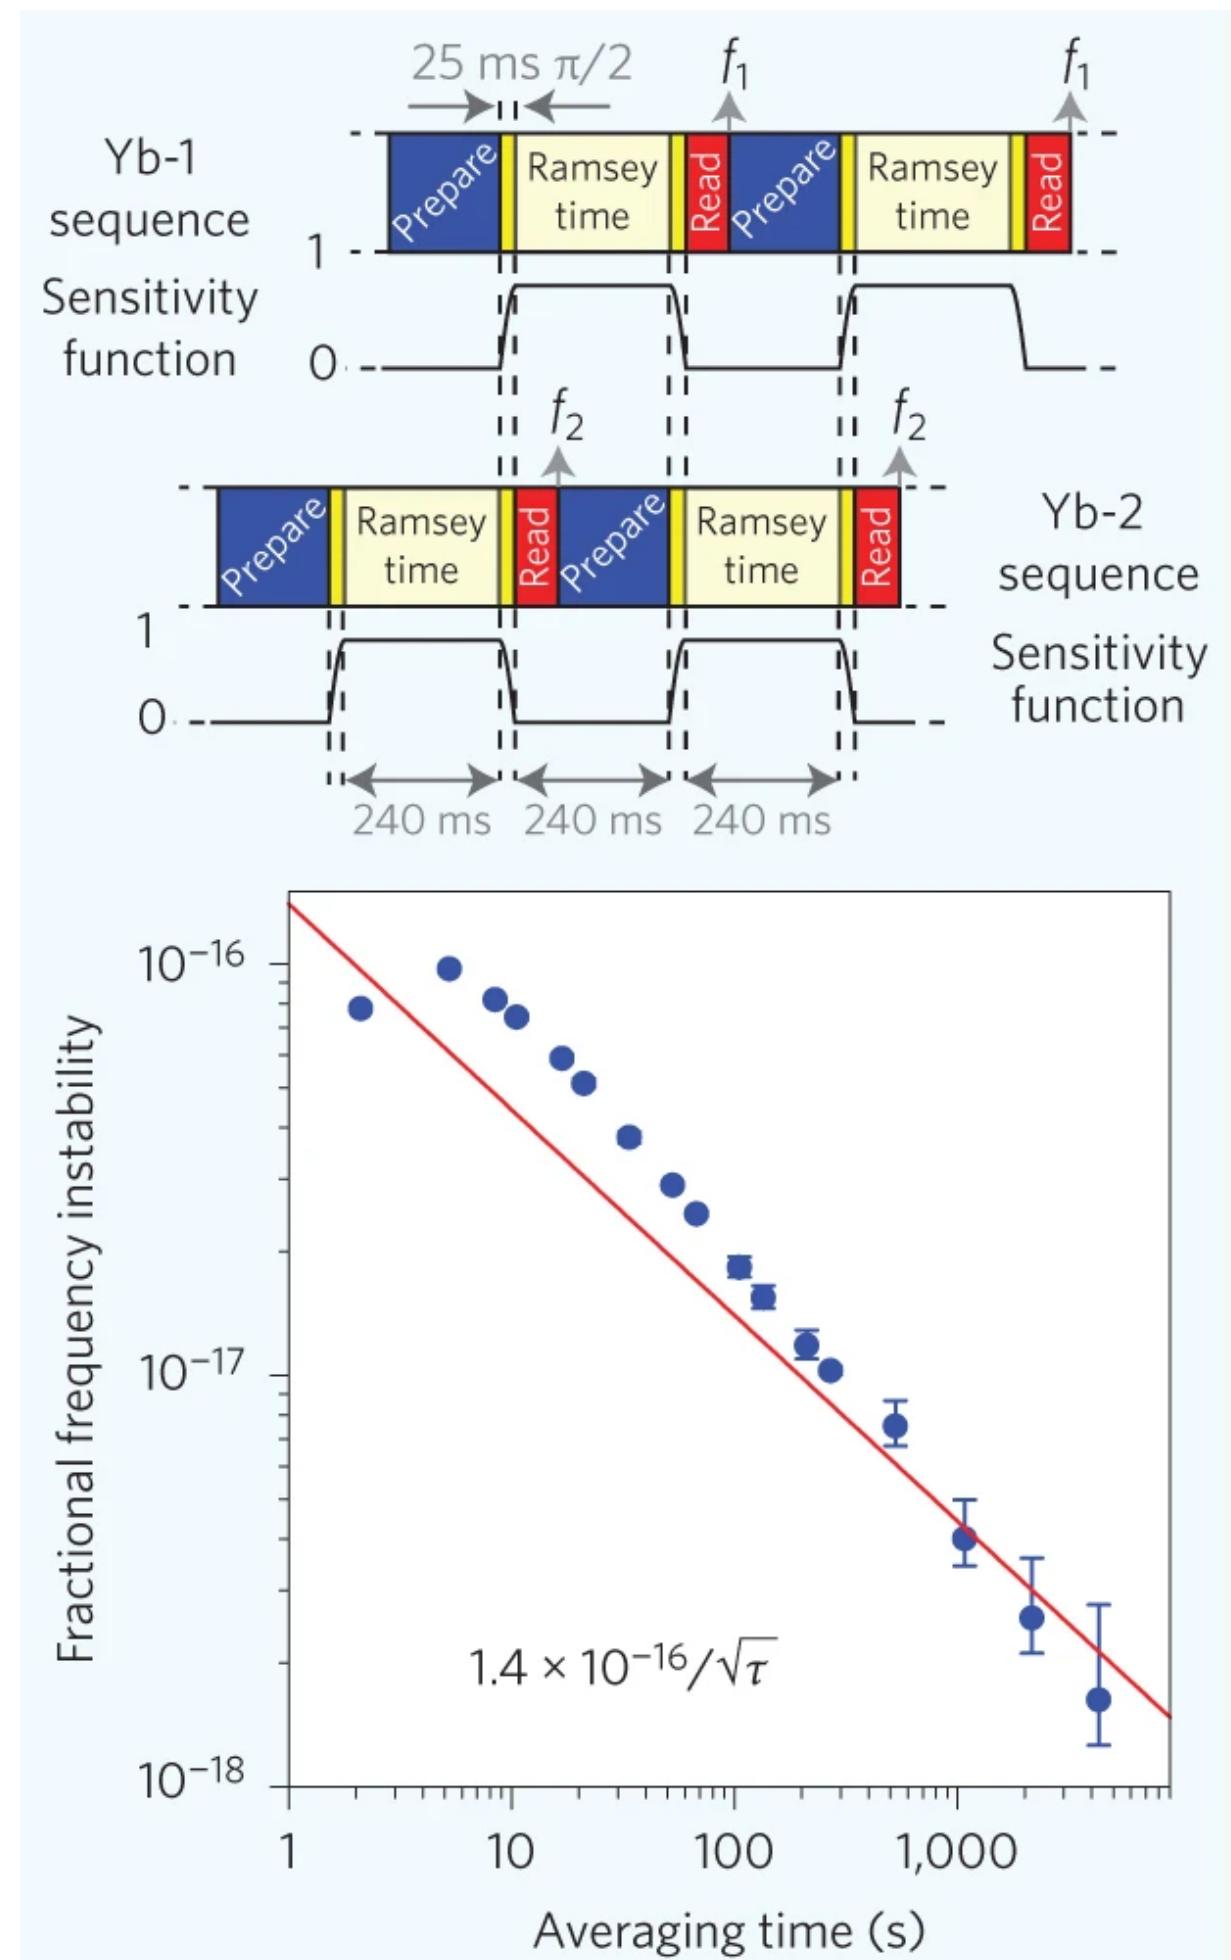 25 ms π/2
f1
f1
Yb-1
sequence
Prepare
Ramsey
time
Read
Prepare
Ramsey
time
Read
1
Sensitivity
function
0
f2
f2
Prepare
Ramsey
time
Read
Prepare
Ramsey
time
Read
Yb-2
sequence
1
0
Sensitivity
function
240 ms
240 ms
240 ms
10⁻¹⁶
10⁻¹⁷
10⁻¹⁸
Fractional frequency instability
1.4 × 10⁻¹⁶/√τ
1
10
100
1,000
Averaging time (s)